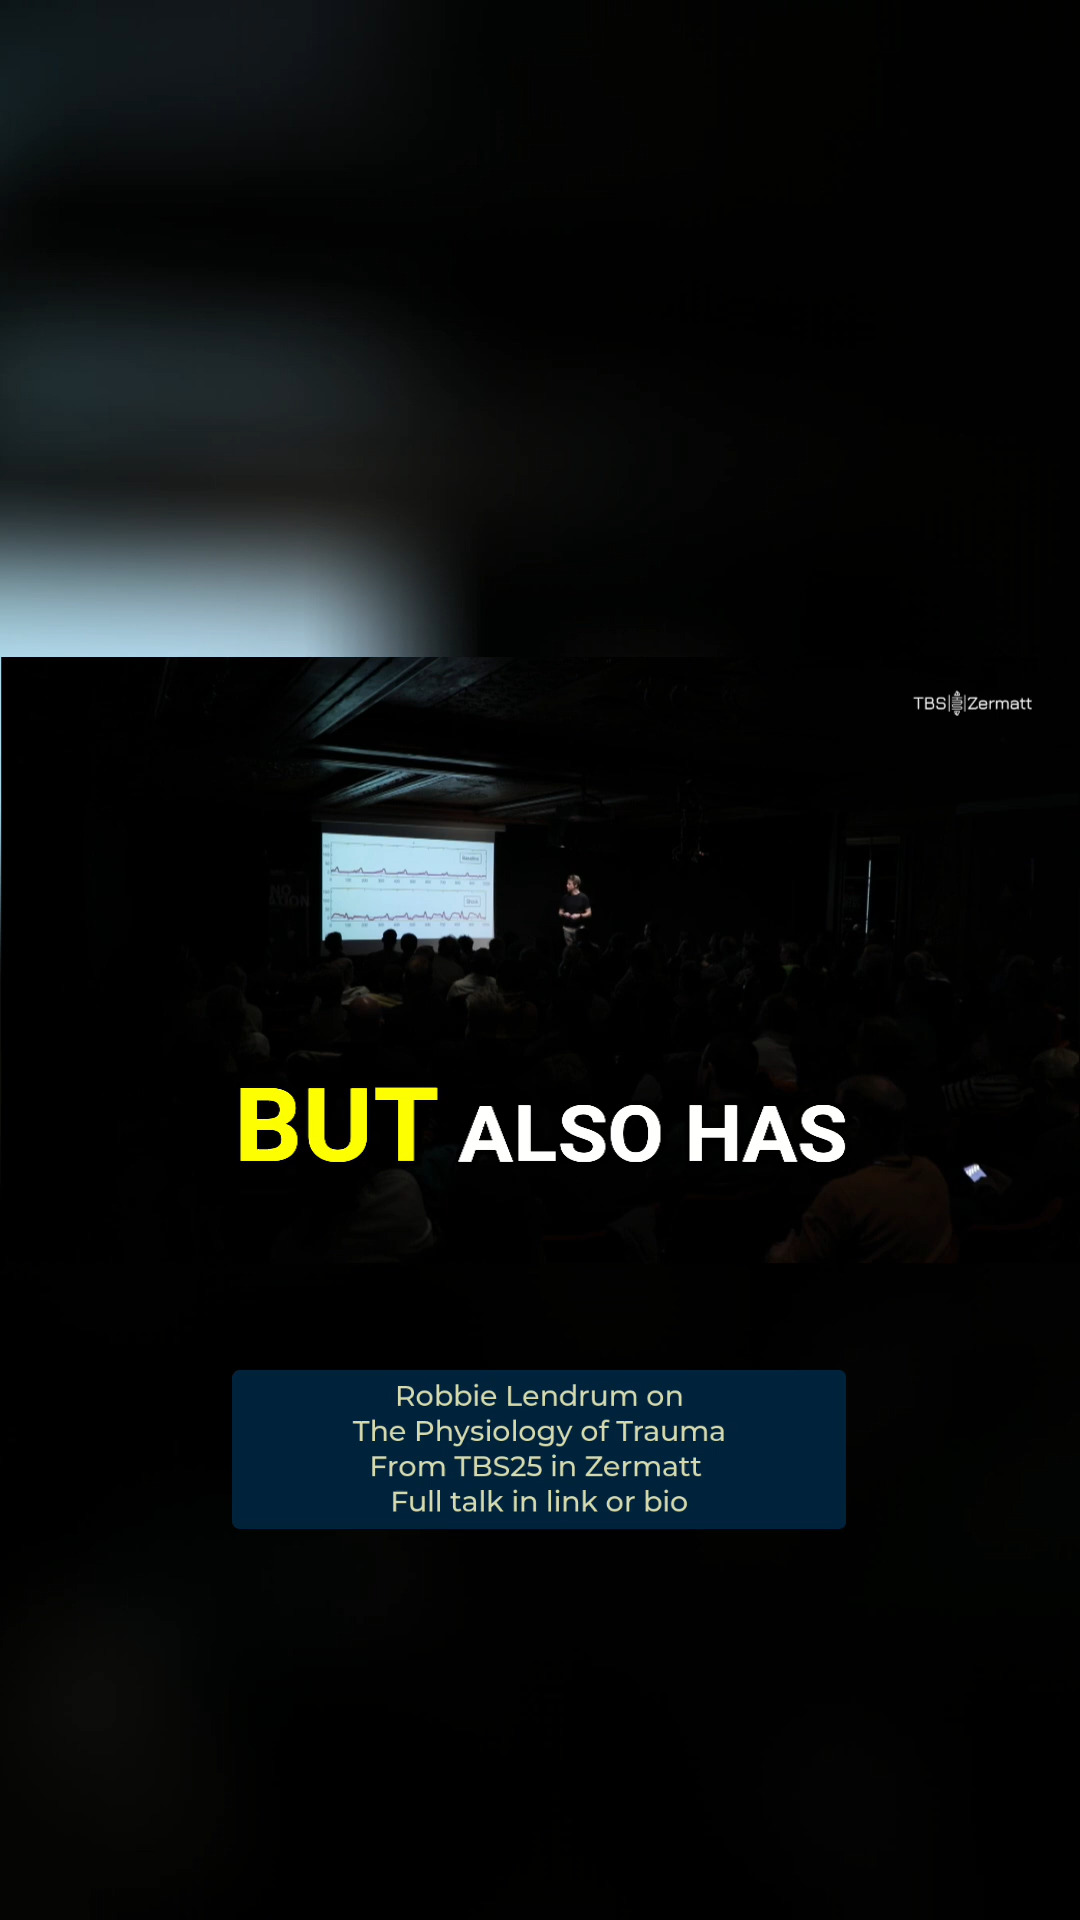 TBS Zermatt
BUT ALSO HAS
Robbie Lendrum on
The Physiology of Trauma
From TBS25 in Zermatt
Full talk in link or bio